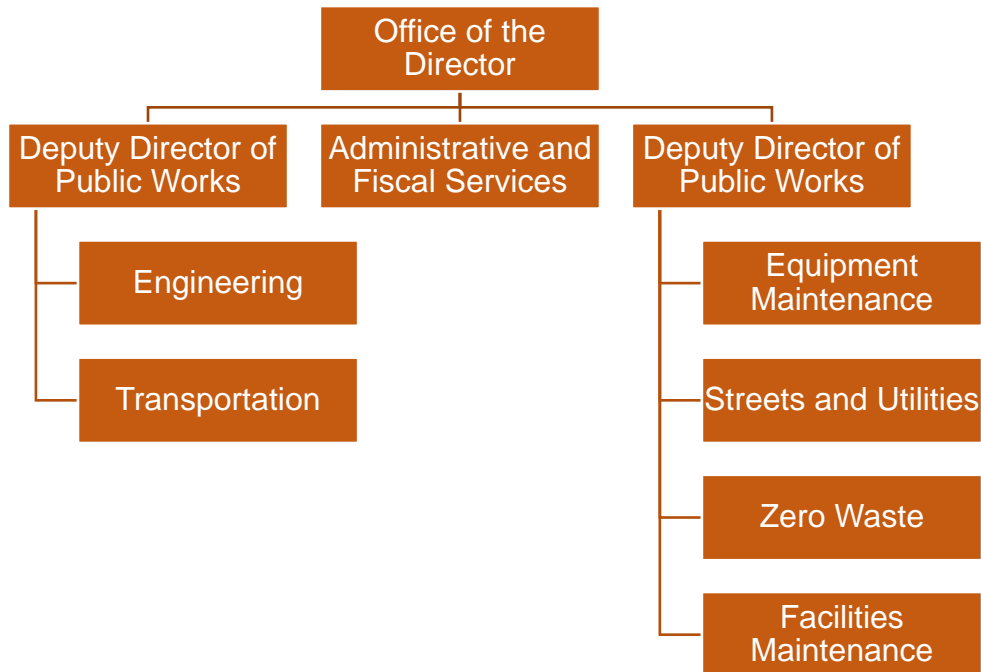 Office of the
Director
Deputy Director of
Public Works
Administrative and
Fiscal Services
Deputy Director of
Public Works
Engineering
Transportation
Equipment
Maintenance
Streets and Utilities
Zero Waste
Facilities
Maintenance